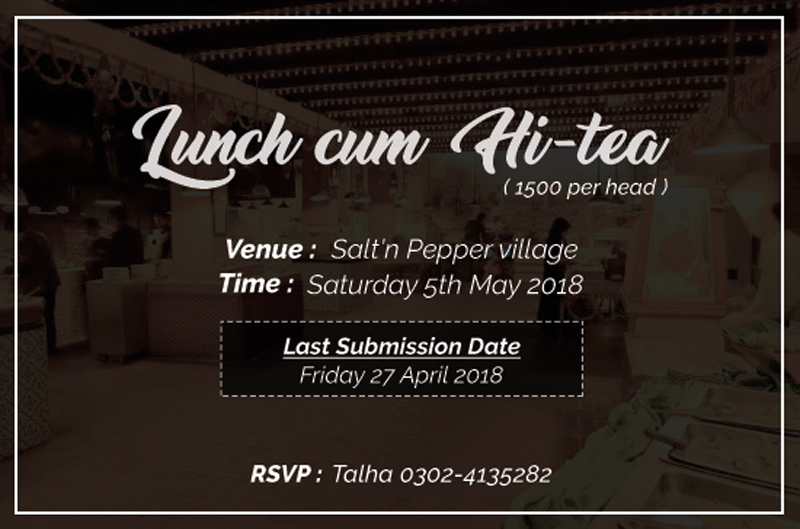 Lunch cum Hi-tea
( 1500 per head )
Venue : Salt'n Pepper village
Time : Saturday 5th May 2018
Last Submission Date
Friday 27 April 2018
RSVP : Talha 0302-4135282